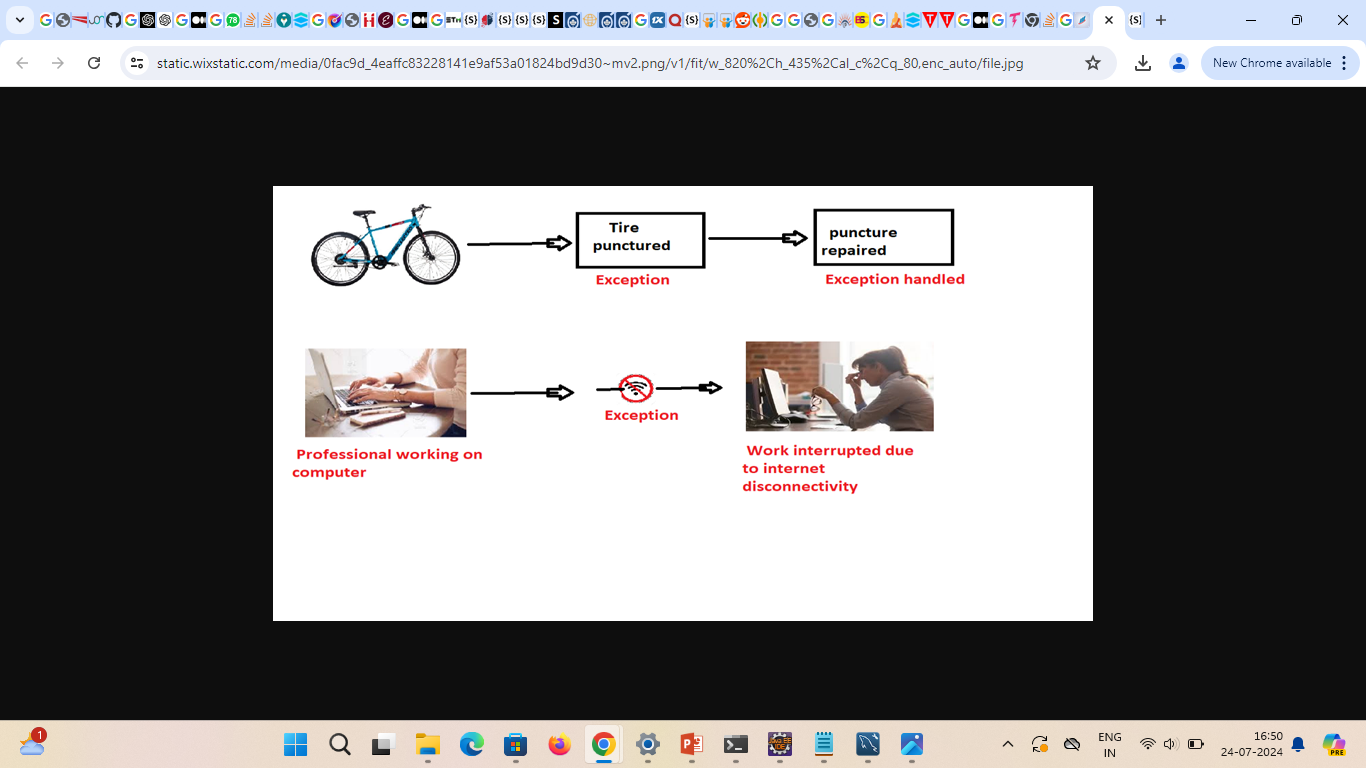 static.wixstatic.com/media/0fac9d_4eaffc83228141e9af53a01824bd9d30~mv2.png/v1/fit/w_820%2Ch_435%2Cal_c%2Cq_80,enc_auto/file.jpg
New Chrome available
Tire
punctured
Exception
puncture
repaired
Exception handled
Exception
Professional working on
computer
Work interrupted due
to internet
disconnectivity
1
ENG
IN
16:50
24-07-2024
PRE